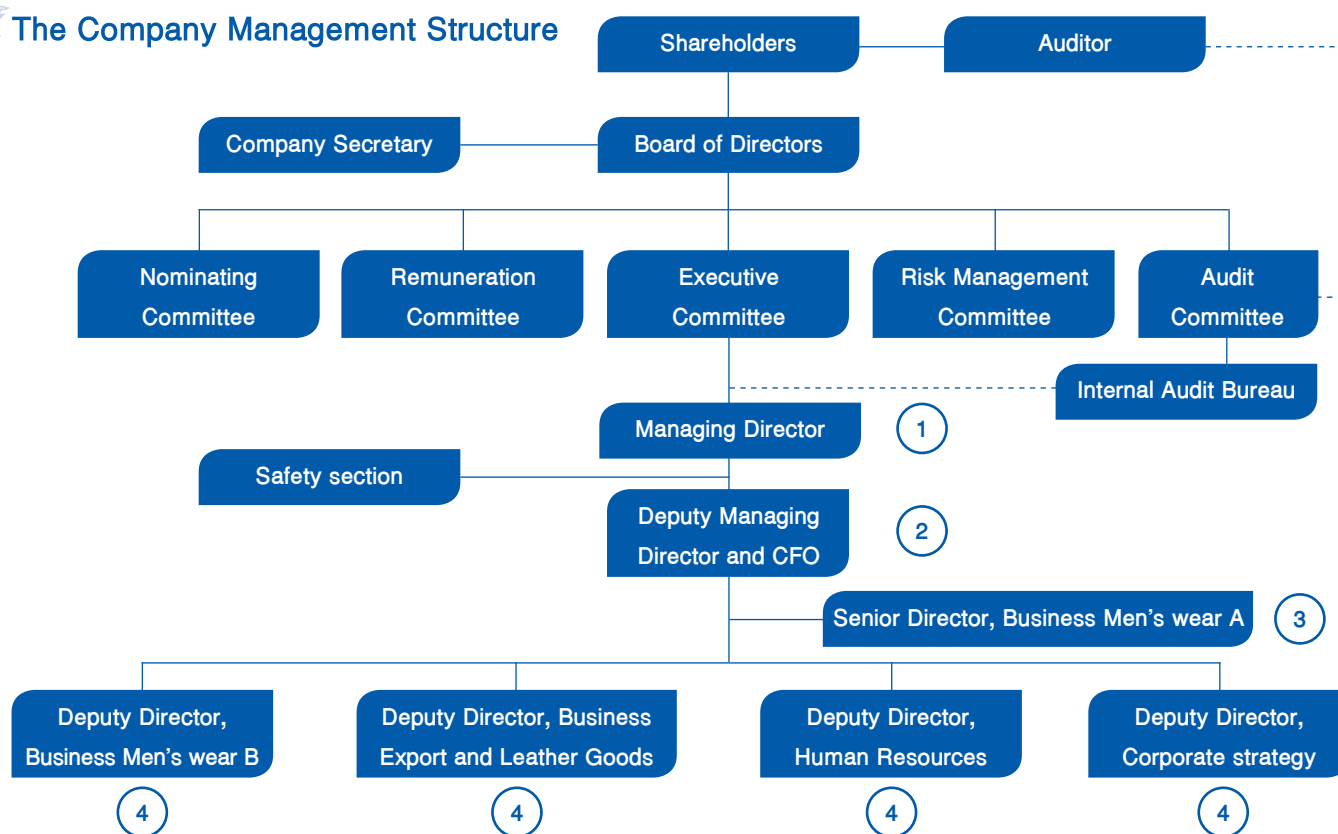 The Company Management Structure
Shareholders
Auditor
Company Secretary
Board of Directors
Nominating
Committee
Remuneration
Committee
Executive
Committee
Risk Management
Committee
Audit
Committee
Internal Audit Bureau
Managing Director
1
Safety section
Deputy Managing
Director and CFO
2
Senior Director, Business Men's wear A
3
Deputy Director,
Business Men's wear B
Deputy Director, Business
Export and Leather Goods
Deputy Director,
Human Resources
Deputy Director,
Corporate strategy
4
4
4
4